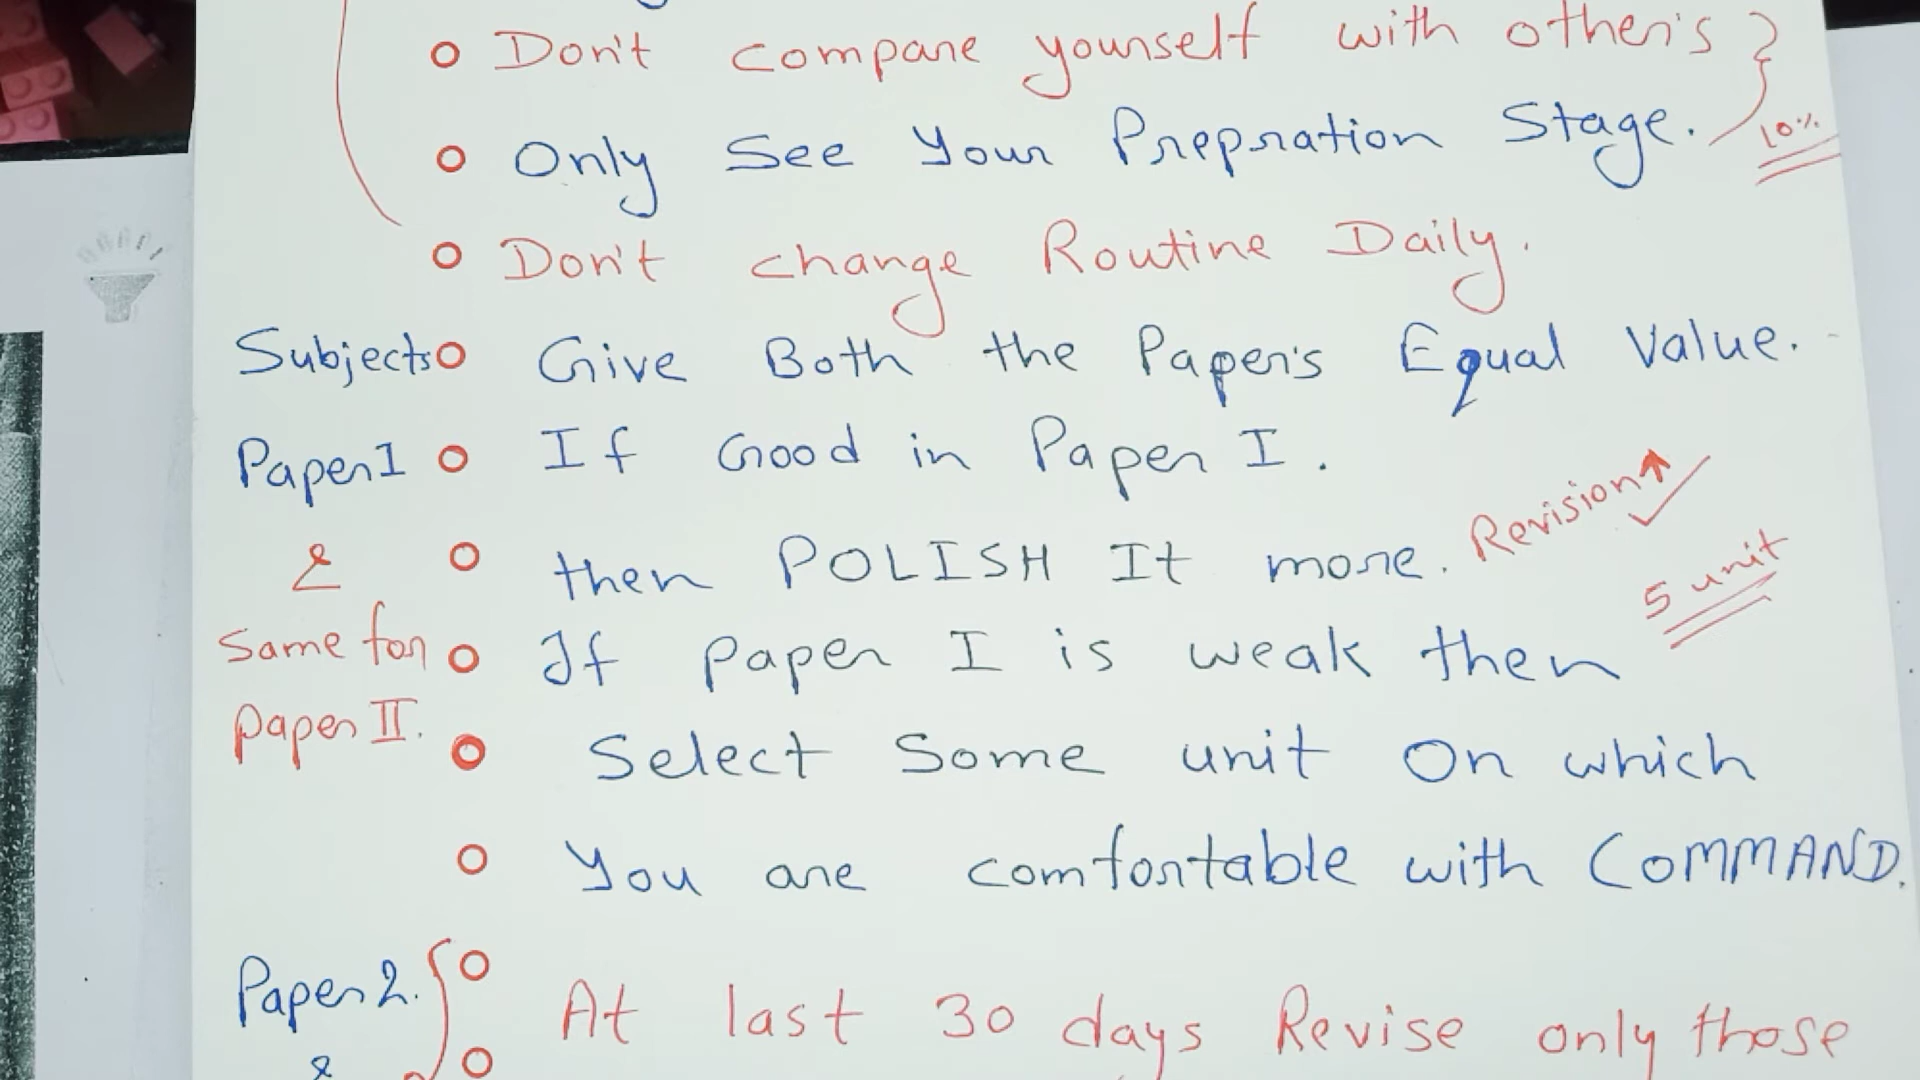 Don't compare yourself with other's
10%
Only See Your Prepration Stage.
Don't change Routine Daily.
Subjects Give Both the Paper's Equal Value.
Paper 1 If Good in Paper I.
& then POLISH It more. Revision↑
5 unit
Same for If Paper I is weak then
paper II. Select Some unit On which
You are comfortable with COMMAND.
Paper 2. At last 30 days Revise only those
&